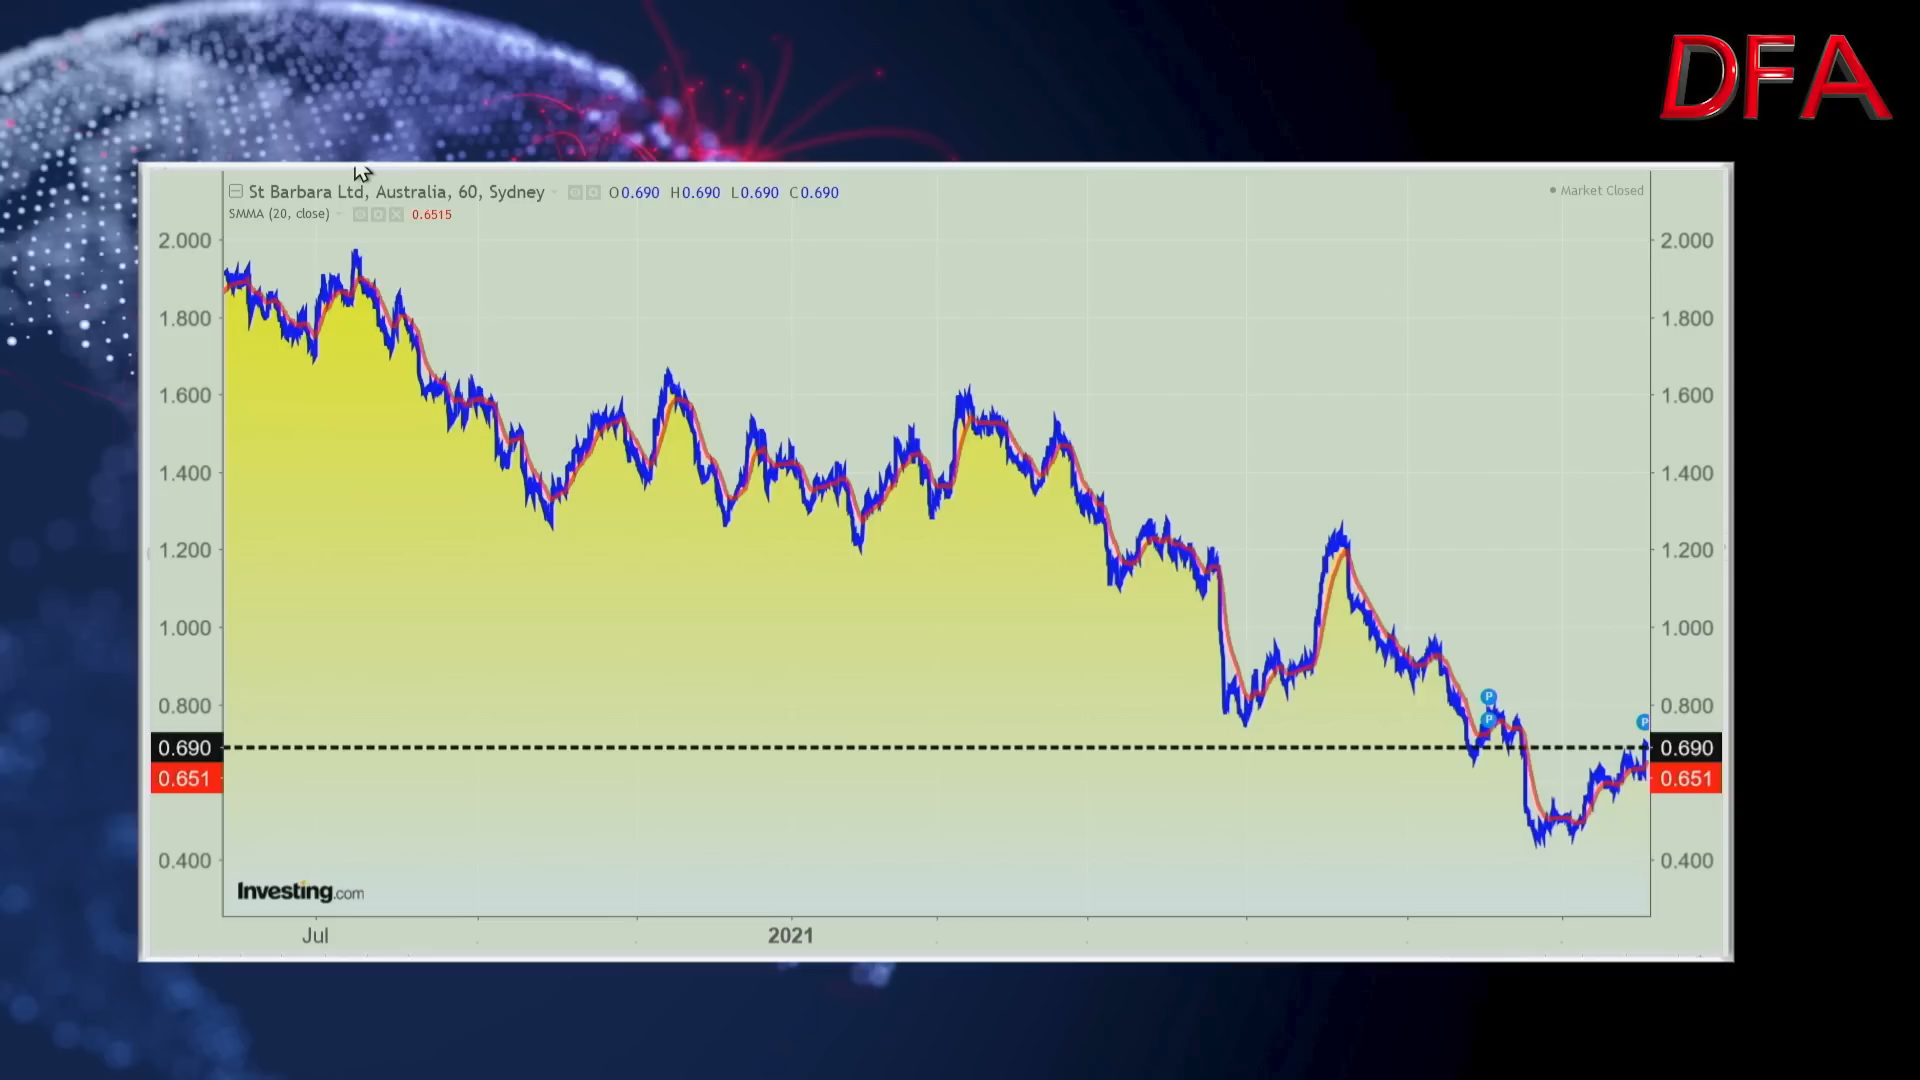 DFA
St Barbara Ltd, Australia, 60, Sydney O0.690 H0.690 L0.690 C0.690
Market Closed
SMMA (20, close) 0.6515
2.000 2.000
1.800 1.800
1.600 1.600
1.400 1.400
1.200 1.200
1.000 1.000
P
0.800 0.800
P P
0.690 0.690
0.651 0.651
0.400 0.400
Investing.com
Jul 2021